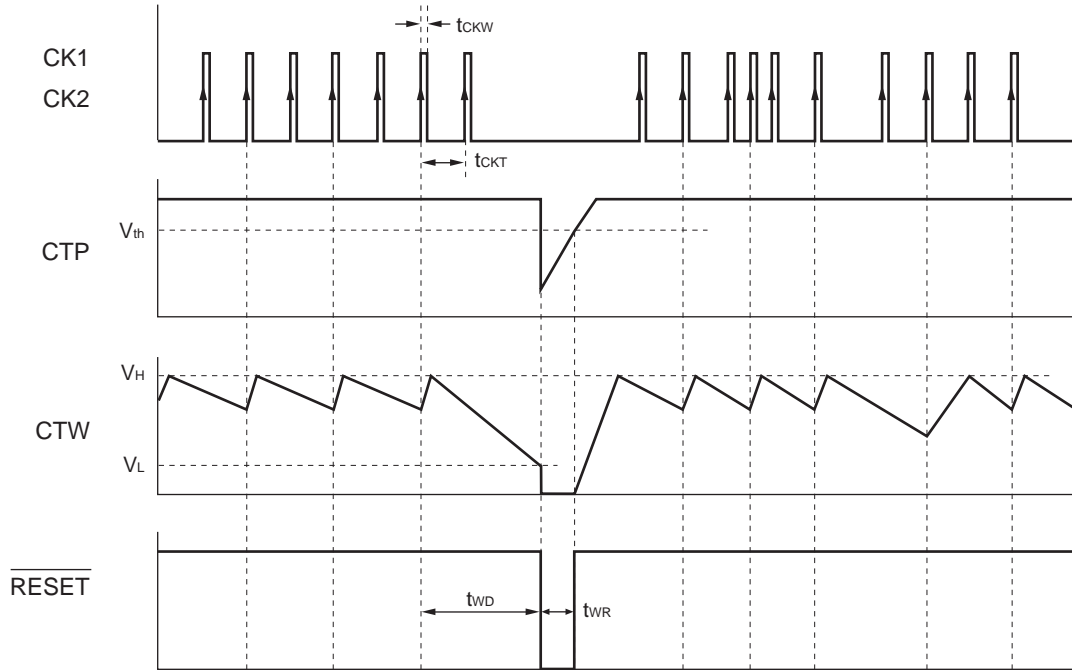 tCKW
CK1
CK2
tCKT
Vth
CTP
VH
CTW
VL
RESET
tWD
tWR